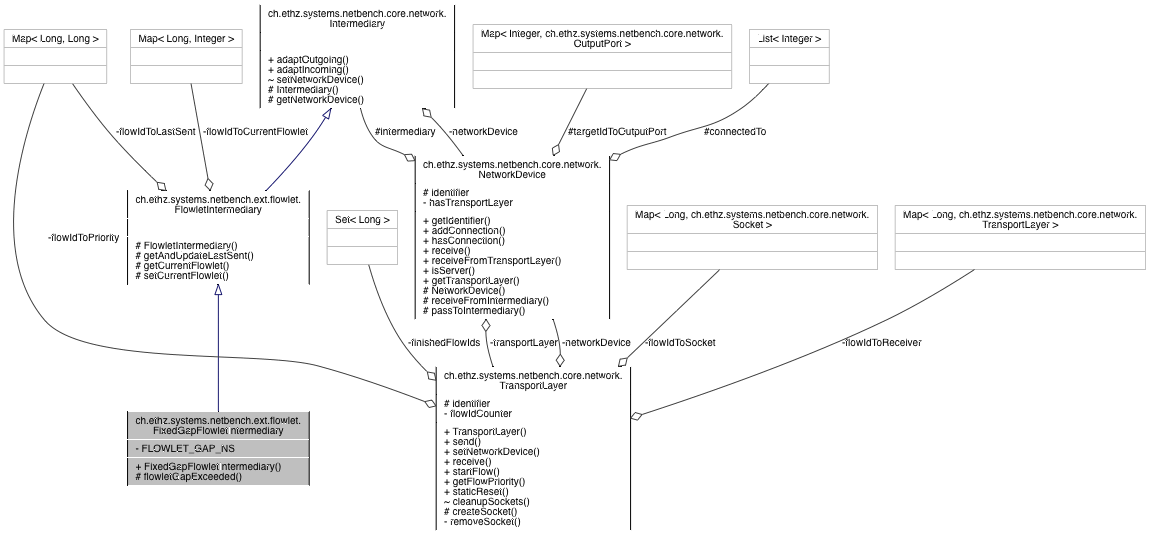 Map< Long, Long >
Map< Long, Integer >
ch.ethz.systems.netbench.core.network.
Intermediary
+ adaptOutgoing()
+ adaptIncoming()
~ setNetworkDevice()
# Intermediary()
# getNetworkDevice()
Map< Integer, ch.ethz.systems.netbench.core.network.
OutputPort >
List< Integer >
-flowIdToLastSent
-flowIdToCurrentFlowlet
#intermediary
-networkDevice
#targetIdToOutputPort
#connectedTo
ch.ethz.systems.netbench.ext.flowlet.
FlowletIntermediary
# FlowletIntermediary()
# getAndUpdateLastSent()
# getCurrentFlowlet()
# setCurrentFlowlet()
-flowIdToPriority
Set< Long >
ch.ethz.systems.netbench.core.network.
NetworkDevice
# identifier
- hasTransportLayer
+ getIdentifier()
+ addConnection()
+ hasConnection()
+ receive()
+ receiveFromTransportLayer()
+ isServer()
+ getTransportLayer()
# NetworkDevice()
# receiveFromIntermediary()
# passToIntermediary()
Map< Long, ch.ethz.systems.netbench.core.network.
Socket >
Map< Long, ch.ethz.systems.netbench.core.network.
TransportLayer >
-finishedFlowIds
-transportLayer
-networkDevice
-flowIdToSocket
-flowIdToReceiver
ch.ethz.systems.netbench.core.network.
TransportLayer
# identifier
- flowIdCounter
+ TransportLayer()
+ send()
+ setNetworkDevice()
+ receive()
+ startFlow()
+ getFlowPriority()
+ staticReset()
~ cleanupSockets()
# createSocket()
- removeSocket()
ch.ethz.systems.netbench.ext.flowlet.
FixedGapFlowletIntermediary
- FLOWLET_GAP_NS
+ FixedGapFlowletIntermediary()
# flowletGapExceeded()